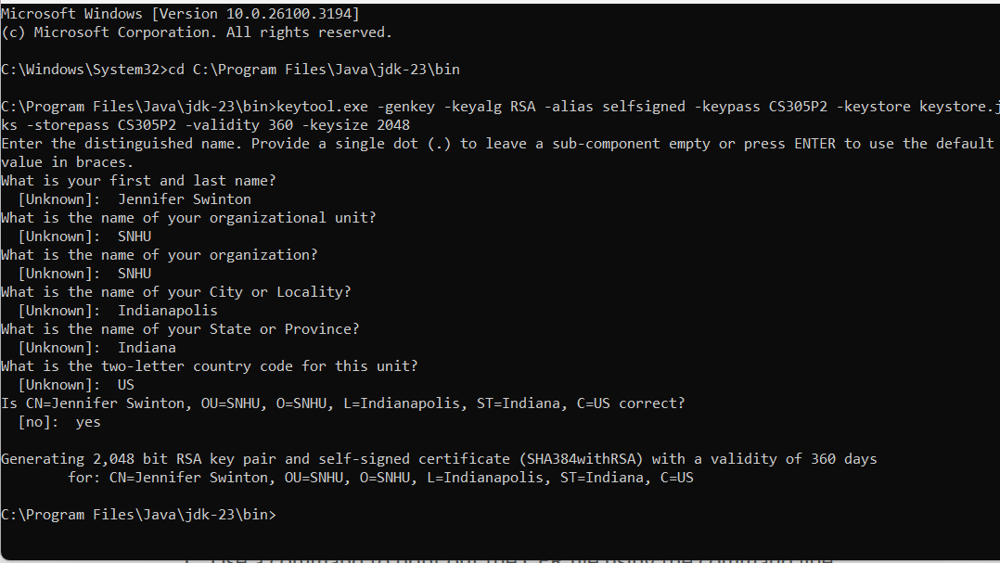 Microsoft Windows [Version 10.0.26100.3194]
(c) Microsoft Corporation. All rights reserved.
C:\Windows\System32>cd C:\Program Files\Java\jdk-23\bin
C:\Program Files\Java\jdk-23\bin>keytool.exe -genkey -keyalg RSA -alias selfsigned -keypass CS305P2 -keystore keystore.j
ks -storepass CS305P2 -validity 360 -keysize 2048
Enter the distinguished name. Provide a single dot (.) to leave a sub-component empty or press ENTER to use the default
value in braces.
What is your first and last name?
[Unknown]:  Jennifer Swinton
What is the name of your organizational unit?
[Unknown]:  SNHU
What is the name of your organization?
[Unknown]:  SNHU
What is the name of your City or Locality?
[Unknown]:  Indianapolis
What is the name of your State or Province?
[Unknown]:  Indiana
What is the two-letter country code for this unit?
[Unknown]:  US
Is CN=Jennifer Swinton, OU=SNHU, O=SNHU, L=Indianapolis, ST=Indiana, C=US correct?
[no]:  yes
Generating 2,048 bit RSA key pair and self-signed certificate (SHA384withRSA) with a validity of 360 days
for: CN=Jennifer Swinton, OU=SNHU, O=SNHU, L=Indianapolis, ST=Indiana, C=US
C:\Program Files\Java\jdk-23\bin>